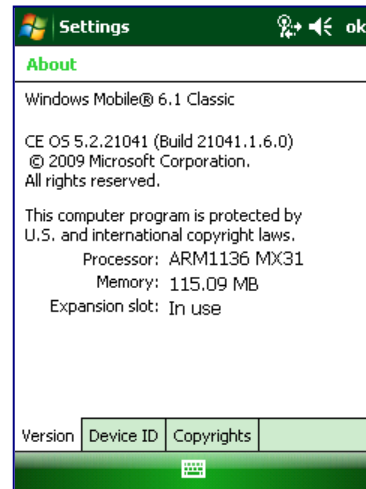 Settings
ok
About
Windows Mobile® 6.1 Classic
CE OS 5.2.21041 (Build 21041.1.6.0)
© 2009 Microsoft Corporation.
All rights reserved.
This computer program is protected by
U.S. and international copyright laws.
Processor: ARM1136 MX31
Memory: 115.09 MB
Expansion slot: In use
Version Device ID Copyrights